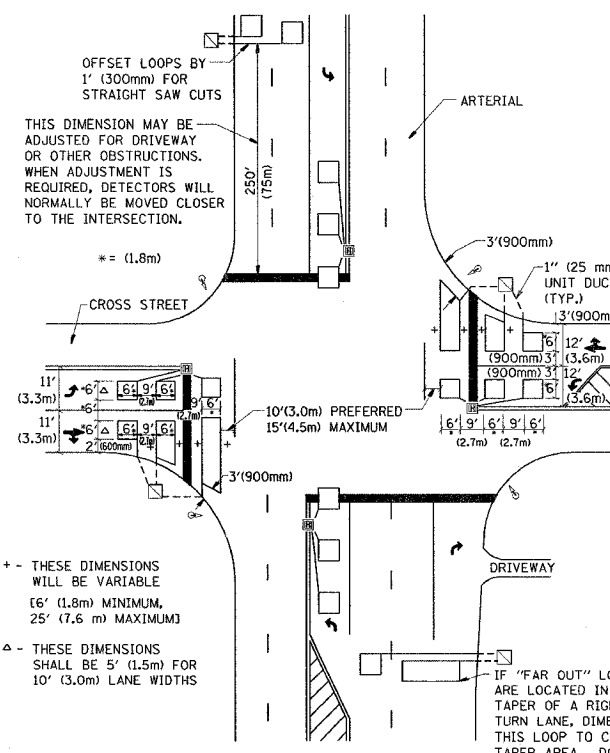 OFFSET LOOPS BY
1' (300mm) FOR
STRAIGHT SAW CUTS
THIS DIMENSION MAY BE
ADJUSTED FOR DRIVEWAY
OR OTHER OBSTRUCTIONS.
WHEN ADJUSTMENT IS
REQUIRED, DETECTORS WILL
NORMALLY BE MOVED CLOSER
TO THE INTERSECTION.
* = (1.8m)
250'
(75m)
ARTERIAL
3'(900mm)
1" (25 mm
UNIT DUC
(TYP.)
3'(900m
CROSS STREET
6'
12'
(3.6m)
(900mm) 3'
(900mm) 3'
6'
12'
(3.6m)
11'
(3.3m)
*6' △ 6' 9' 6'
(2.7m)
*6'
9' 6'
(2.7m)
11'
(3.3m)
*6' △ 6' 9' 6'
(2.7m)
2' (600mm)
10'(3.0m) PREFERRED
15'(4.5m) MAXIMUM
6' 9' 6' 9' 6'
(2.7m) (2.7m)
3'(900mm)
+ - THESE DIMENSIONS
WILL BE VARIABLE
[6' (1.8m) MINIMUM,
25' (7.6 m) MAXIMUM]
△ - THESE DIMENSIONS
SHALL BE 5' (1.5m) FOR
10' (3.0m) LANE WIDTHS
DRIVEWAY
IF "FAR OUT" LO
ARE LOCATED IN
TAPER OF A RIG
TURN LANE, DIME
THIS LOOP TO C
TAPER AREA. DO